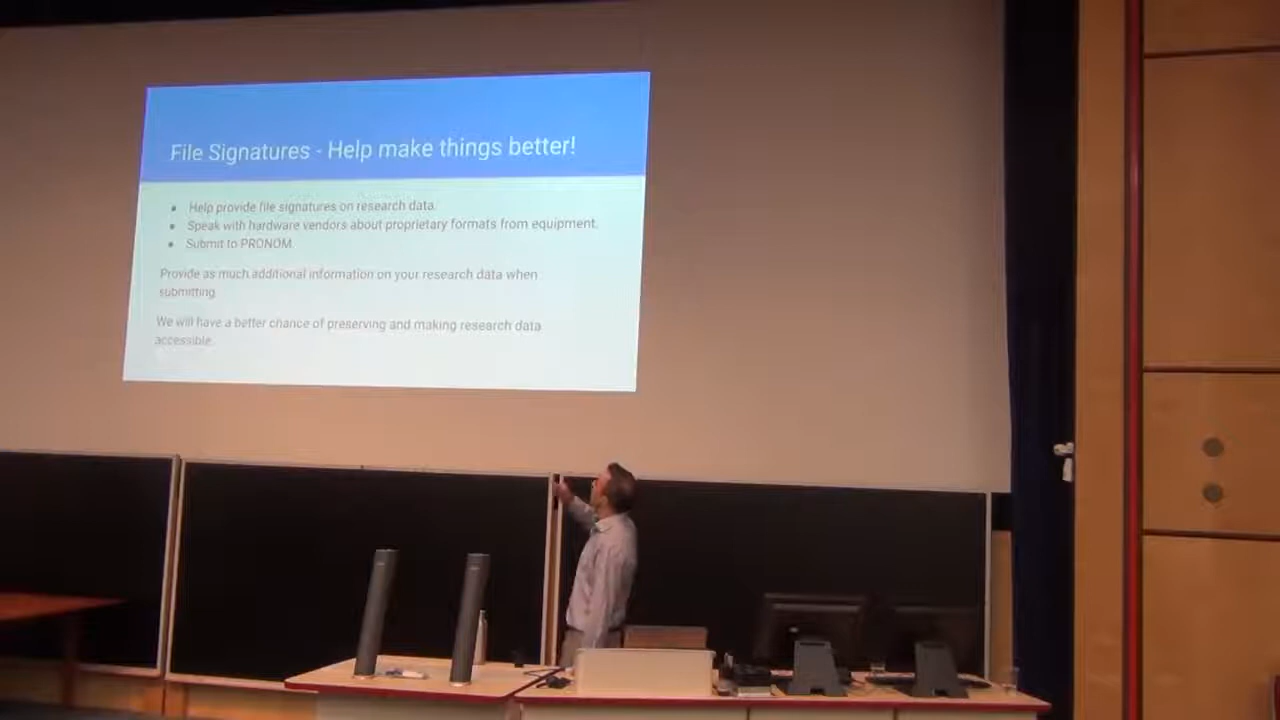 File Signatures - Help make things better!
● Help provide file signatures on research data.
● Speak with hardware vendors about proprietary formats from equipment.
● Submit to PRONOM.
Provide as much additional information on your research data when
submitting.
We will have a better chance of preserving and making research data
accessible.